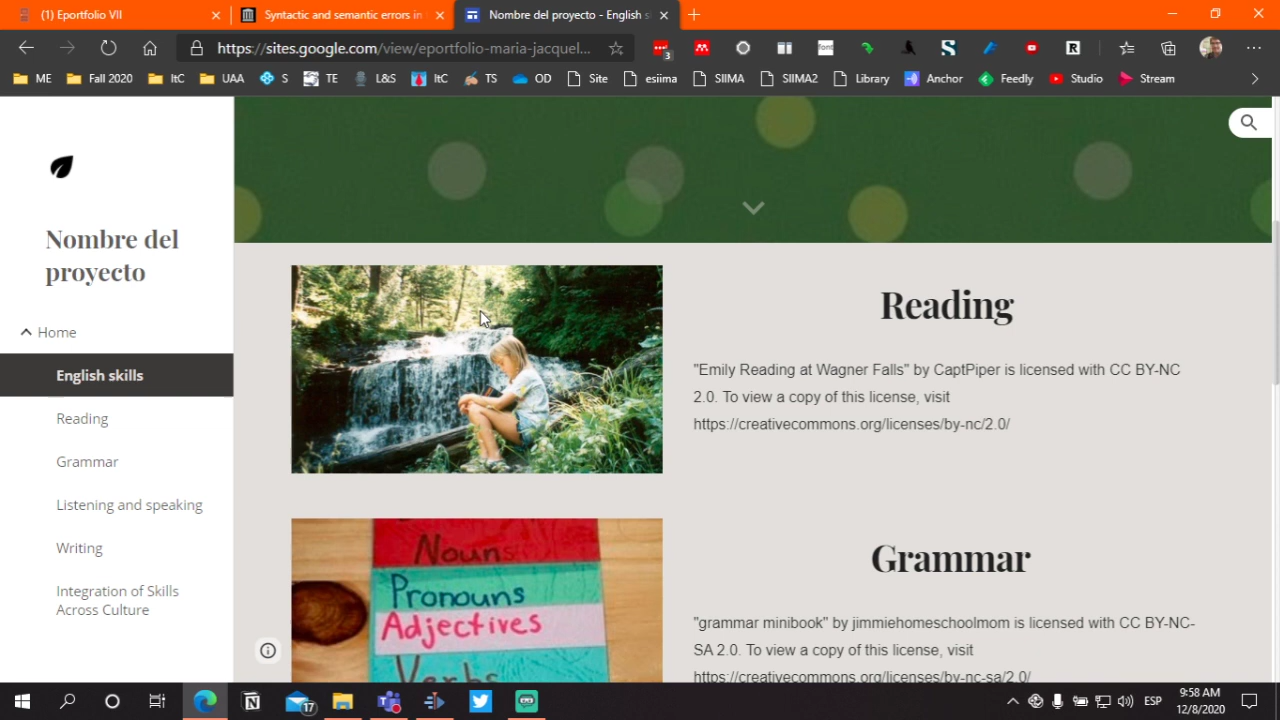 (1) Eportfolio VII
Syntactic and semantic errors in
Nombre del proyecto - English s
https://sites.google.com/view/eportfolio-maria-jacquel...
3
font
S
R
ME
Fall 2020
ItC
UAA
S
TE
L&S
ItC
TS
OD
Site
esiima
SIIMA
SIIMA2
Library
Anchor
Feedly
Studio
Stream
Nombre del
proyecto
Home
English skills
Reading
Grammar
Listening and speaking
Writing
Integration of Skills
Across Culture
Reading
"Emily Reading at Wagner Falls" by CaptPiper is licensed with CC BY-NC
2.0. To view a copy of this license, visit
https://creativecommons.org/licenses/by-nc/2.0/
Nouns
Pronouns
Adjectives
Verbs
Grammar
"grammar minibook" by jimmiehomeschoolmom is licensed with CC BY-NC-
SA 2.0. To view a copy of this license, visit
https://creativecommons.org/licenses/by-nc-sa/2.0/
17
ESP
9:58 AM
12/8/2020